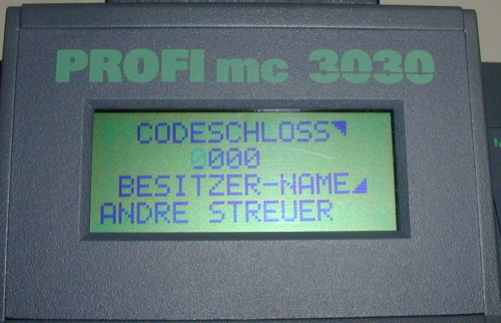 PROFI mc 3030
CODESCHLOSS
0000
BESITZER-NAME
ANDRE STREUER